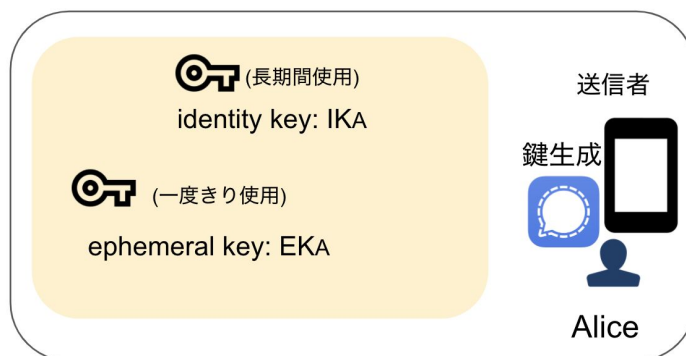 (長期間使用)
identity key: IKA
(一度きり使用)
ephemeral key: EKA
送信者
鍵生成
Alice